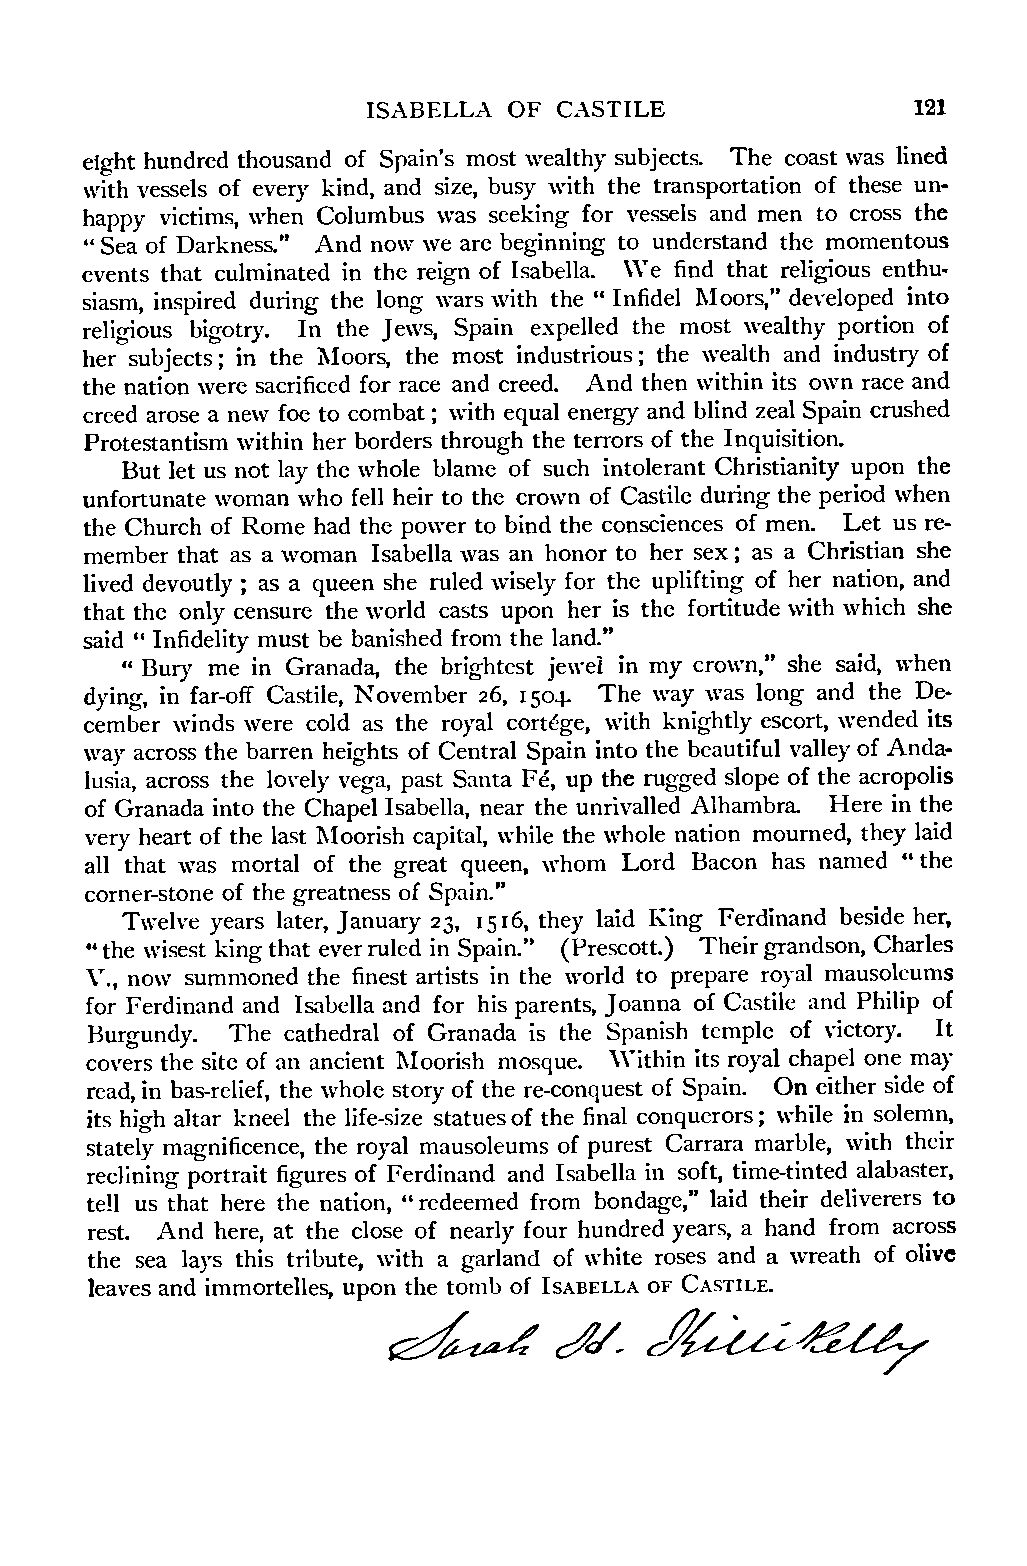 ISABELLA OF CASTILE 121
eight hundred thousand of Spain's most wealthy subjects. The coast was lined
with vessels of every kind, and size, busy with the transportation of these un-
happy victims, when Columbus was seeking for vessels and men to cross the
"Sea of Darkness." And now we are beginning to understand the momentous
events that culminated in the reign of Isabella. We find that religious enthu-
siasm, inspired during the long wars with the "Infidel Moors," developed into
religious bigotry. In the Jews, Spain expelled the most wealthy portion of
her subjects; in the Moors, the most industrious; the wealth and industry of
the nation were sacrificed for race and creed. And then within its own race and
creed arose a new foe to combat; with equal energy and blind zeal Spain crushed
Protestantism within her borders through the terrors of the Inquisition.
But let us not lay the whole blame of such intolerant Christianity upon the
unfortunate woman who fell heir to the crown of Castile during the period when
the Church of Rome had the power to bind the consciences of men. Let us re-
member that as a woman Isabella was an honor to her sex; as a Christian she
lived devoutly; as a queen she ruled wisely for the uplifting of her nation, and
that the only censure the world casts upon her is the fortitude with which she
said "Infidelity must be banished from the land."
"Bury me in Granada, the brightest jewel in my crown," she said, when
dying, in far-off Castile, November 26, 1504. The way was long and the De-
cember winds were cold as the royal cortége, with knightly escort, wended its
way across the barren heights of Central Spain into the beautiful valley of Anda-
lusia, across the lovely vega, past Santa Fé, up the rugged slope of the acropolis
of Granada into the Chapel Isabella, near the unrivalled Alhambra. Here in the
very heart of the last Moorish capital, while the whole nation mourned, they laid
all that was mortal of the great queen, whom Lord Bacon has named "the
corner-stone of the greatness of Spain."
Twelve years later, January 23, 1516, they laid King Ferdinand beside her,
"the wisest king that ever ruled in Spain." (Prescott.) Their grandson, Charles
V., now summoned the finest artists in the world to prepare royal mausoleums
for Ferdinand and Isabella and for his parents, Joanna of Castile and Philip of
Burgundy. The cathedral of Granada is the Spanish temple of victory. It
covers the site of an ancient Moorish mosque. Within its royal chapel one may
read, in bas-relief, the whole story of the re-conquest of Spain. On either side of
its high altar kneel the life-size statues of the final conquerors; while in solemn,
stately magnificence, the royal mausoleums of purest Carrara marble, with their
reclining portrait figures of Ferdinand and Isabella in soft, time-tinted alabaster,
tell us that here the nation, "redeemed from bondage," laid their deliverers to
rest. And here, at the close of nearly four hundred years, a hand from across
the sea lays this tribute, with a garland of white roses and a wreath of olive
leaves and immortelles, upon the tomb of ISABELLA OF CASTILE.
Sarah H. Killikelly